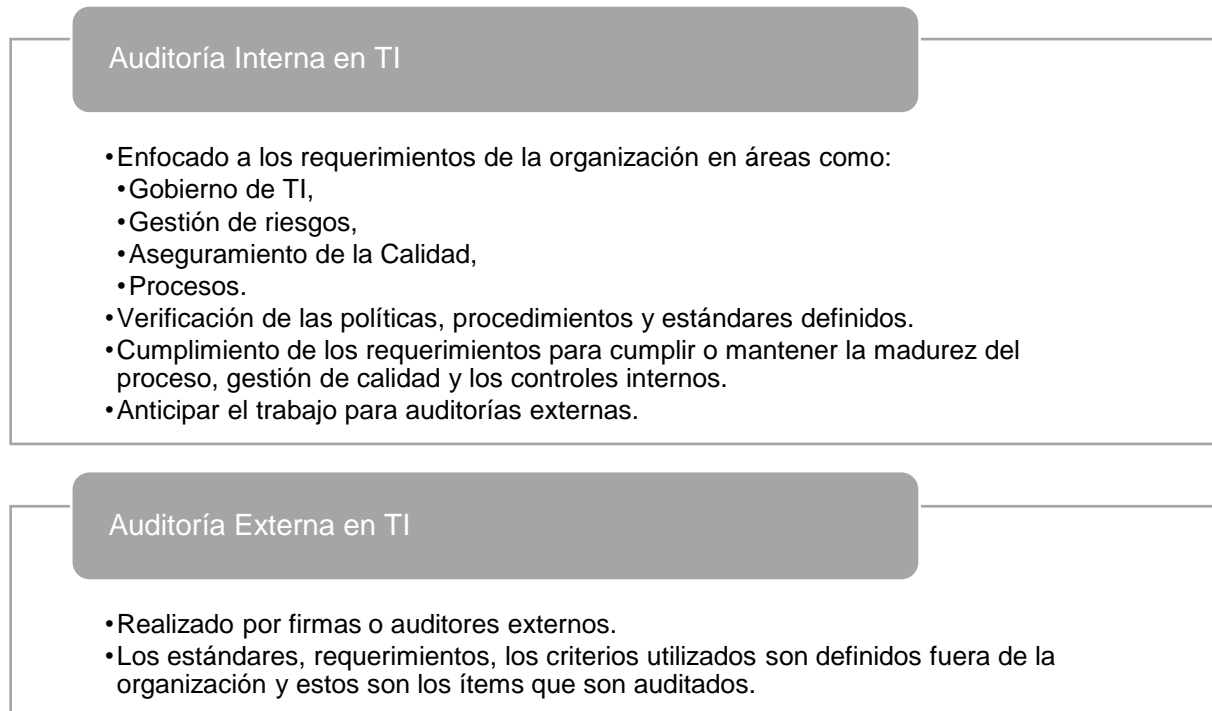 Auditoría Interna en TI
•Enfocado a los requerimientos de la organización en áreas como:
•Gobierno de TI,
•Gestión de riesgos,
•Aseguramiento de la Calidad,
•Procesos.
•Verificación de las políticas, procedimientos y estándares definidos.
•Cumplimiento de los requerimientos para cumplir o mantener la madurez del
proceso, gestión de calidad y los controles internos.
•Anticipar el trabajo para auditorías externas.
Auditoría Externa en TI
•Realizado por firmas o auditores externos.
•Los estándares, requerimientos, los criterios utilizados son definidos fuera de la
organización y estos son los ítems que son auditados.